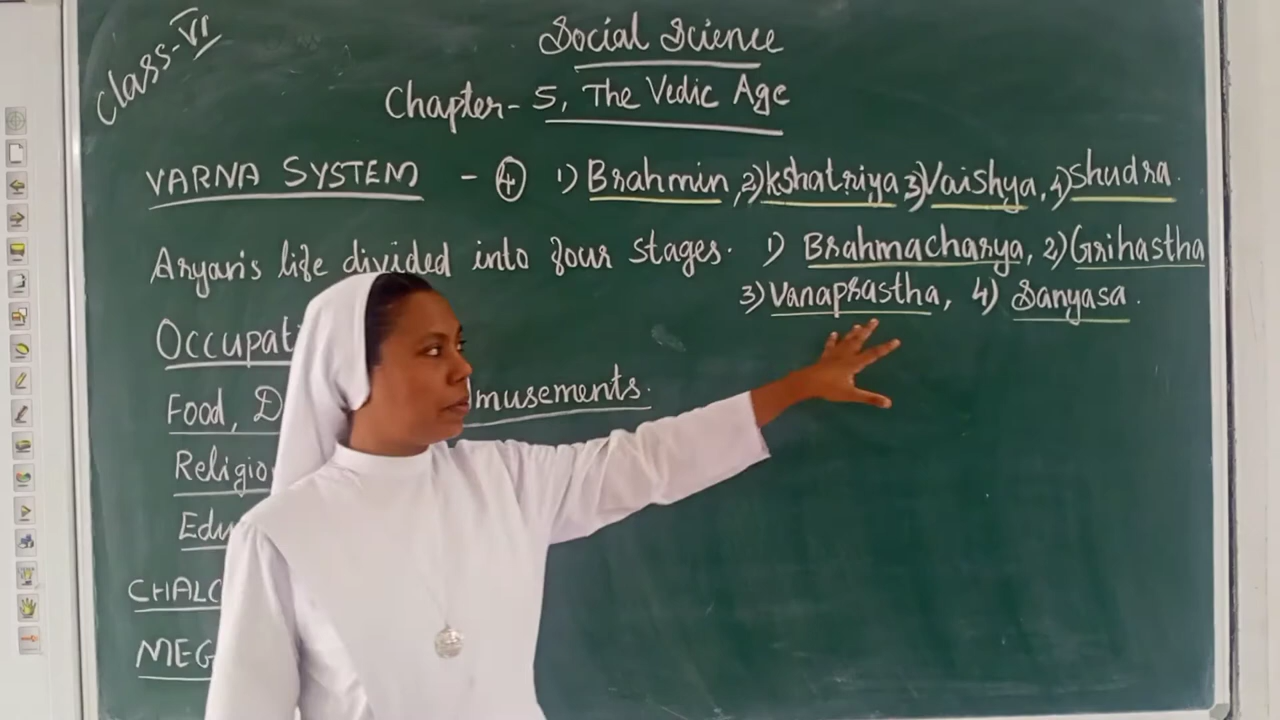 Class-VI
Social Science
Chapter- 5, The Vedic Age
VARNA SYSTEM - 4 1) Brahmin, 2) Kshatriya 3) Vaishya, 4) Shudra.
Aryan's life divided into four stages. 1) Brahmacharya, 2) Grihastha
3) Vanaprastha, 4) Sanyasa.
Occupati
Food, D musements.
Religio
Edu
CHALC
MEG